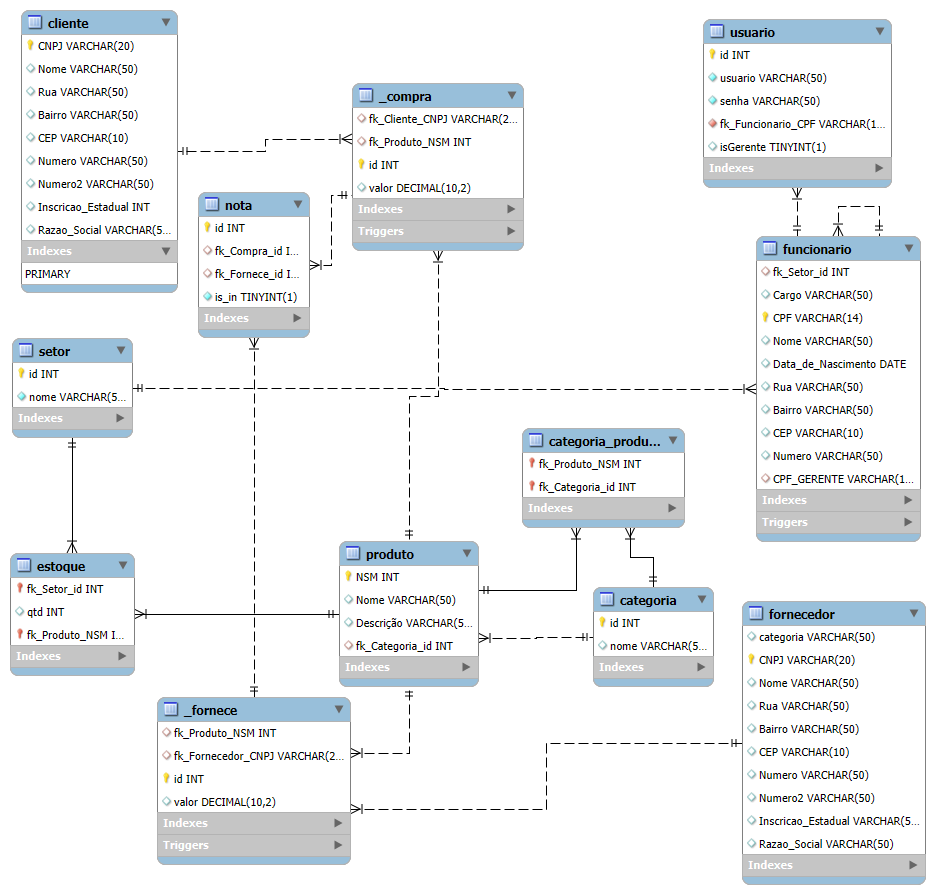 cliente
CNPJ VARCHAR(20)
Nome VARCHAR(50)
Rua VARCHAR(50)
Bairro VARCHAR(50)
CEP VARCHAR(10)
Numero VARCHAR(50)
Numero2 VARCHAR(50)
Inscricao_Estadual INT
Razao_Social VARCHAR(5...
Indexes
PRIMARY
_compra
fk_Cliente_CNPJ VARCHAR(2...
fk_Produto_NSM INT
id INT
valor DECIMAL(10,2)
Indexes
Triggers
usuario
id INT
usuario VARCHAR(50)
senha VARCHAR(50)
fk_Funcionario_CPF VARCHAR(1...
isGerente TINYINT(1)
Indexes
nota
id INT
fk_Compra_id I...
fk_Fornece_id I...
is_in TINYINT(1)
Indexes
funcionario
fk_Setor_id INT
Cargo VARCHAR(50)
CPF VARCHAR(14)
Nome VARCHAR(50)
Data_de_Nascimento DATE
Rua VARCHAR(50)
Bairro VARCHAR(50)
CEP VARCHAR(10)
Numero VARCHAR(50)
CPF_GERENTE VARCHAR(1...
Indexes
Triggers
setor
id INT
nome VARCHAR(5...
Indexes
categoria_produ...
fk_Produto_NSM INT
fk_Categoria_id INT
Indexes
estoque
fk_Setor_id INT
qtd INT
fk_Produto_NSM I...
Indexes
produto
NSM INT
Nome VARCHAR(50)
Descrição VARCHAR(5...
fk_Categoria_id INT
Indexes
categoria
id INT
nome VARCHAR(5...
Indexes
fornecedor
categoria VARCHAR(50)
CNPJ VARCHAR(20)
Nome VARCHAR(50)
Rua VARCHAR(50)
Bairro VARCHAR(50)
CEP VARCHAR(10)
Numero VARCHAR(50)
Numero2 VARCHAR(50)
Inscricao_Estadual VARCHAR(5...
Razao_Social VARCHAR(50)
Indexes
_fornece
fk_Produto_NSM INT
fk_Fornecedor_CNPJ VARCHAR(2...
id INT
valor DECIMAL(10,2)
Indexes
Triggers